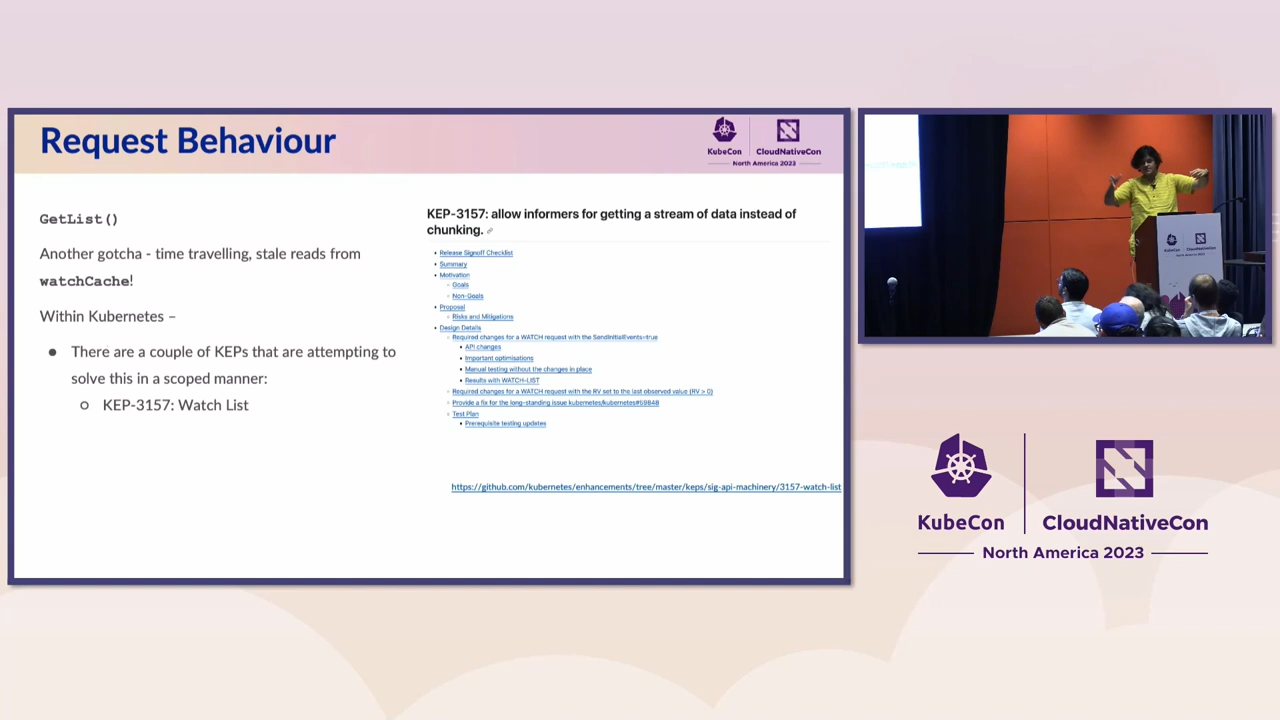 Request Behaviour
KubeCon
CloudNativeCon
North America 2023
GetList()
Another gotcha - time travelling, stale reads from
watchCache!
Within Kubernetes –
There are a couple of KEPs that are attempting to
solve this in a scoped manner:
KEP-3157: Watch List
KEP-3157: allow informers for getting a stream of data instead of
chunking.
Release Signoff Checklist
Summary
Motivation
Goals
Non-Goals
Proposal
Risks and Mitigations
Design Details
Required changes for a WATCH request with the SendInitialEvents=true
API changes
Important optimisations
Manual testing without the changes in place
Results with WATCH-LIST
Required changes for a WATCH request with the RV set to the last observed value (RV > 0)
Provide a fix for the long-standing issue kubernetes/kubernetes#59848
Test Plan
Prerequisite testing updates
https://github.com/kubernetes/enhancements/tree/master/keps/sig-api-machinery/3157-watch-list
KubeCon
CloudNativeCon
North America 2023